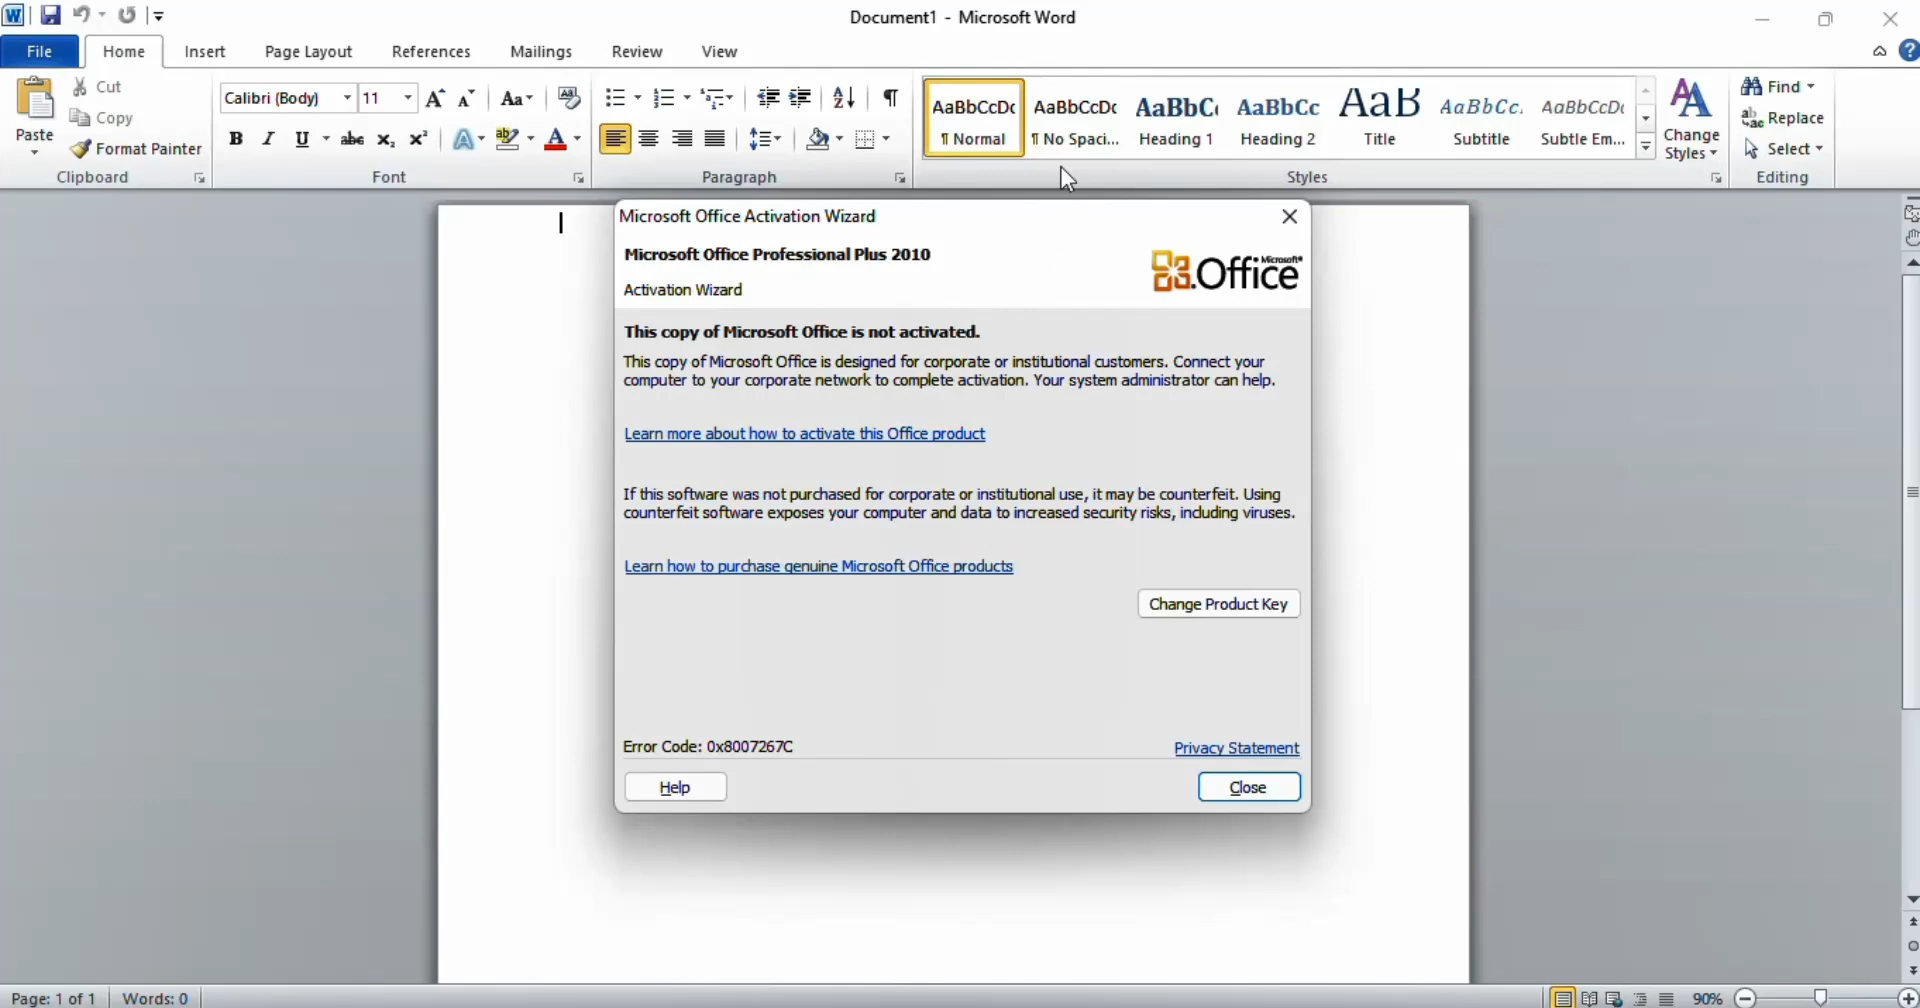 Document1 - Microsoft Word
File Home Insert Page Layout References Mailings Review View
Paste
Cut
Copy
Format Painter
Clipboard
Calibri (Body) 11
Aa
B I U abc x₂ x² A ab A
Font
Paragraph
AaBbCcDc AaBbCcDc AaBbC AaBbCc AaB AaBbCc. AaBbCcDc
¶ Normal ¶ No Spaci... Heading 1 Heading 2 Title Subtitle Subtle Em...
Change
Styles
Styles
Find
Replace
Select
Editing
Microsoft Office Activation Wizard
Microsoft Office Professional Plus 2010
Microsoft®
Office
Activation Wizard
This copy of Microsoft Office is not activated.
This copy of Microsoft Office is designed for corporate or institutional customers. Connect your
computer to your corporate network to complete activation. Your system administrator can help.
Learn more about how to activate this Office product
If this software was not purchased for corporate or institutional use, it may be counterfeit. Using
counterfeit software exposes your computer and data to increased security risks, including viruses.
Learn how to purchase genuine Microsoft Office products
Change Product Key
Error Code: 0x8007267C
Privacy Statement
Help Close
Page: 1 of 1 Words: 0 90%